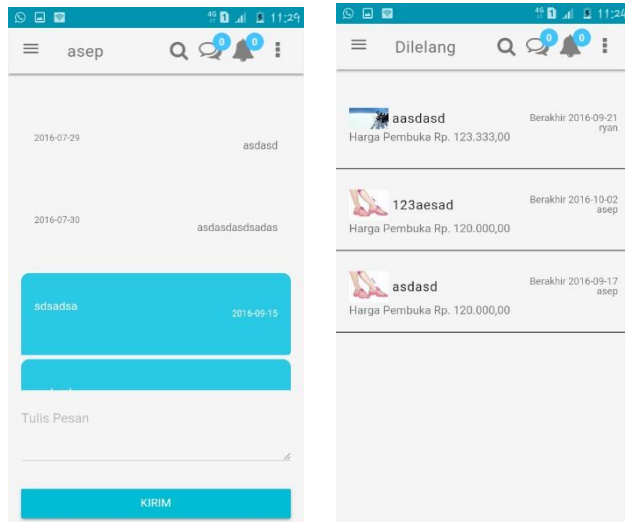 11:29
asep
0
0
2016-07-29
asdasd
2016-07-30
asdasdasdsadas
sdsadsa
2016-09-15
Tulis Pesan
KIRIM
11:24
Dilelang
0
0
aasdasd
Berakhir 2016-09-21
ryan
Harga Pembuka Rp. 123.333,00
123aesad
Berakhir 2016-10-02
asep
Harga Pembuka Rp. 120.000,00
asdasd
Berakhir 2016-09-17
asep
Harga Pembuka Rp. 120.000,00